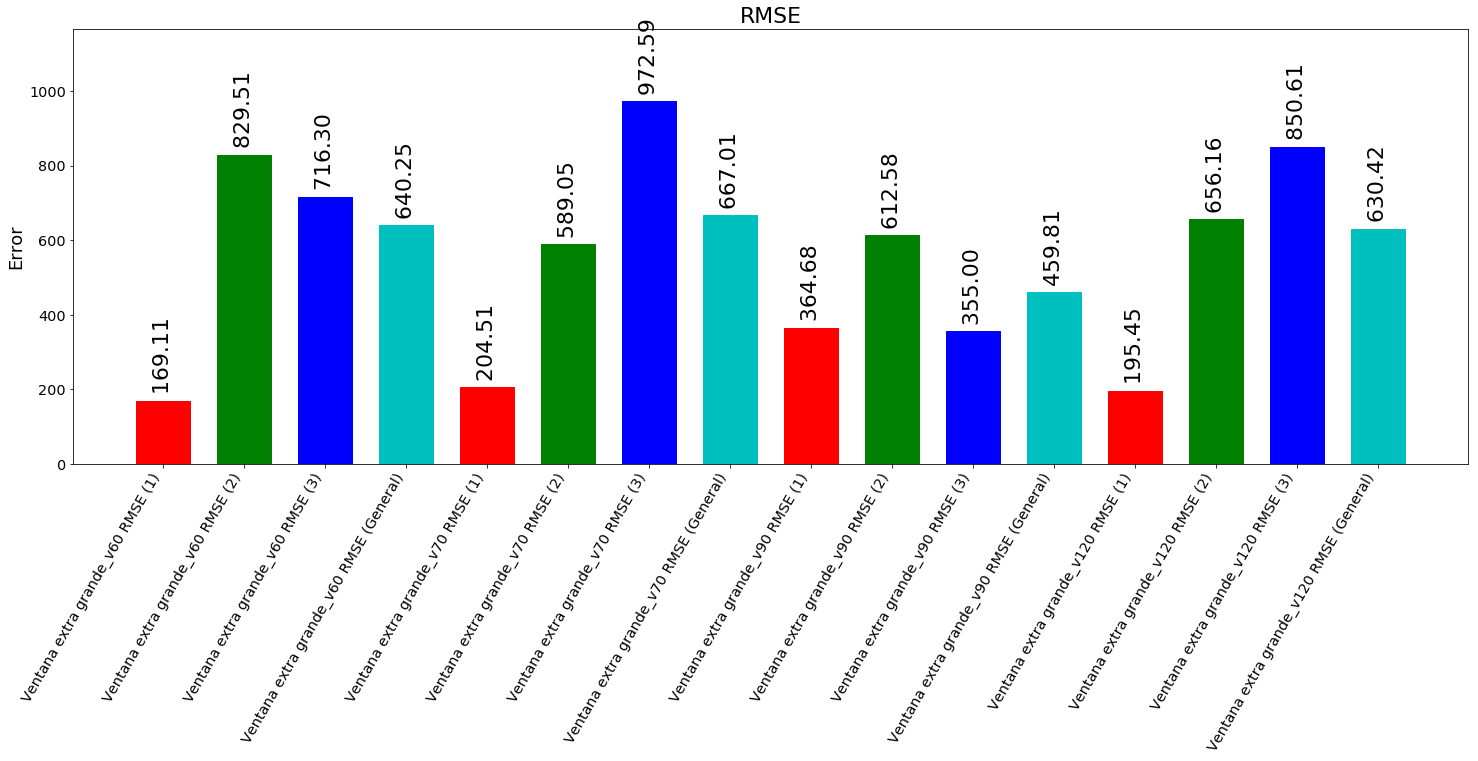 RMSE
Error
1000
800
600
400
200
0
169.11
829.51
716.30
640.25
204.51
589.05
972.59
667.01
364.68
612.58
355.00
459.81
195.45
656.16
850.61
630.42
Ventana extra grande_v60 RMSE (1)
Ventana extra grande_v60 RMSE (2)
Ventana extra grande_v60 RMSE (3)
Ventana extra grande_v60 RMSE (General)
Ventana extra grande_v70 RMSE (1)
Ventana extra grande_v70 RMSE (2)
Ventana extra grande_v70 RMSE (3)
Ventana extra grande_v70 RMSE (General)
Ventana extra grande_v90 RMSE (1)
Ventana extra grande_v90 RMSE (2)
Ventana extra grande_v90 RMSE (3)
Ventana extra grande_v90 RMSE (General)
Ventana extra grande_v120 RMSE (1)
Ventana extra grande_v120 RMSE (2)
Ventana extra grande_v120 RMSE (3)
Ventana extra grande_v120 RMSE (General)